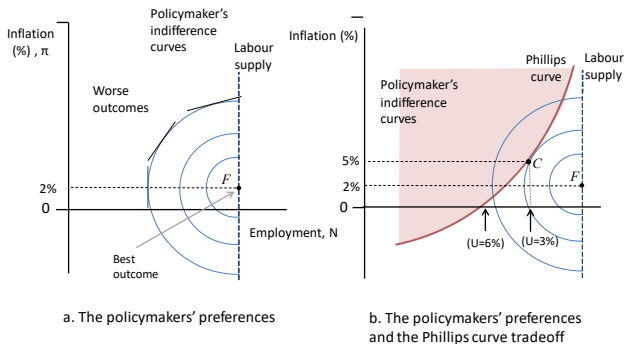 Policymaker's
indifference
curves
Inflation
(%) , π
Labour
supply
Worse
outcomes
F
2%
0
Employment, N
Best
outcome
a. The policymakers' preferences
Inflation (%)
Phillips
curve
Labour
supply
Policymaker's
indifference
curves
5%
C
F
2%
0
(U=6%)
(U=3%)
b. The policymakers' preferences
and the Phillips curve tradeoff